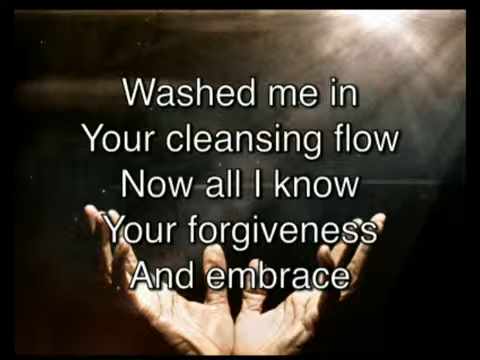 Washed me in
Your cleansing flow
Now all I know
Your forgiveness
And embrace